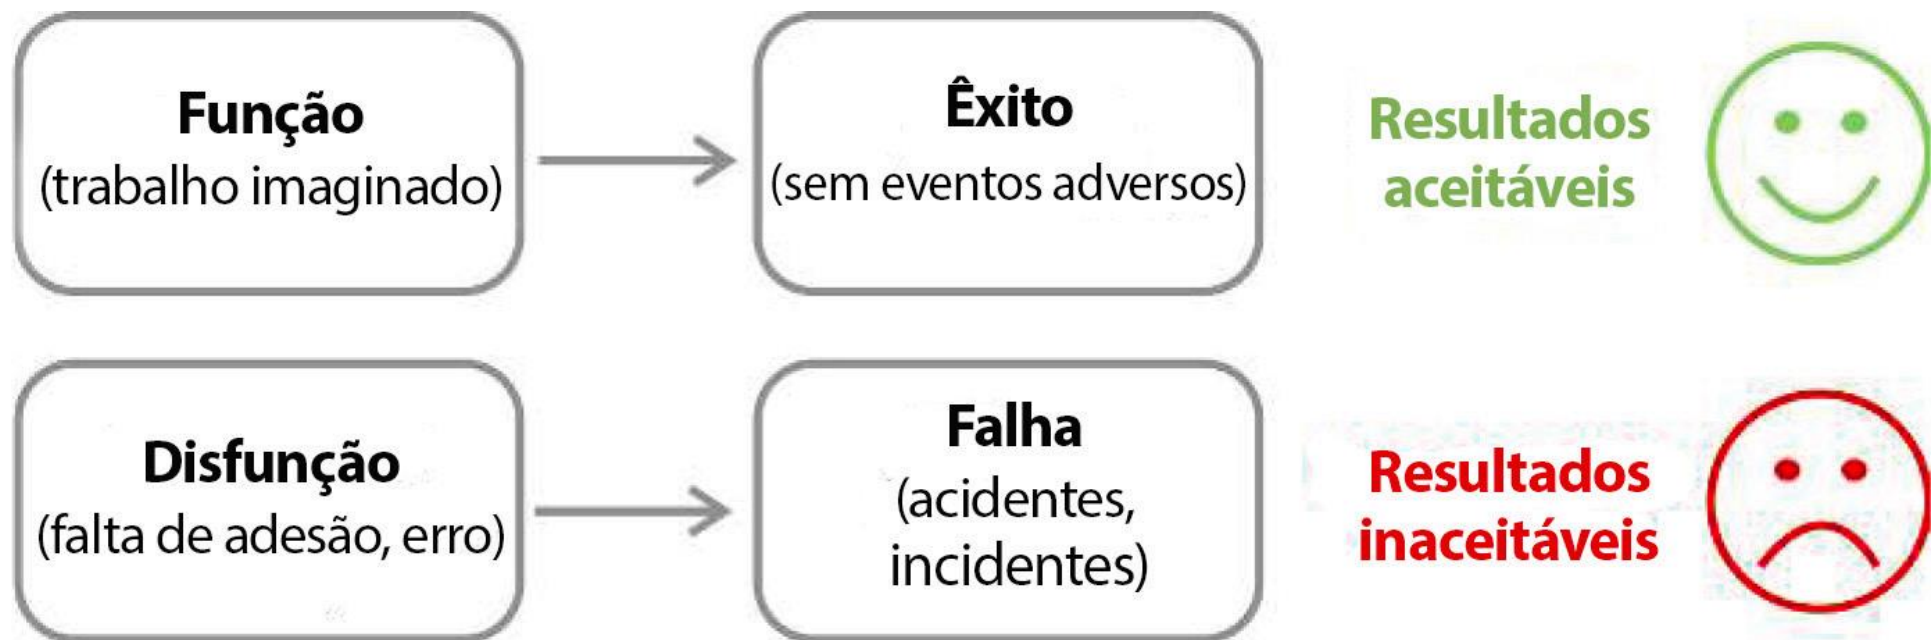 Função
(trabalho imaginado)
Êxito
(sem eventos adversos)
Resultados
aceitáveis
Disfunção
(falta de adesão, erro)
Falha
(acidentes,
incidentes)
Resultados
inaceitáveis